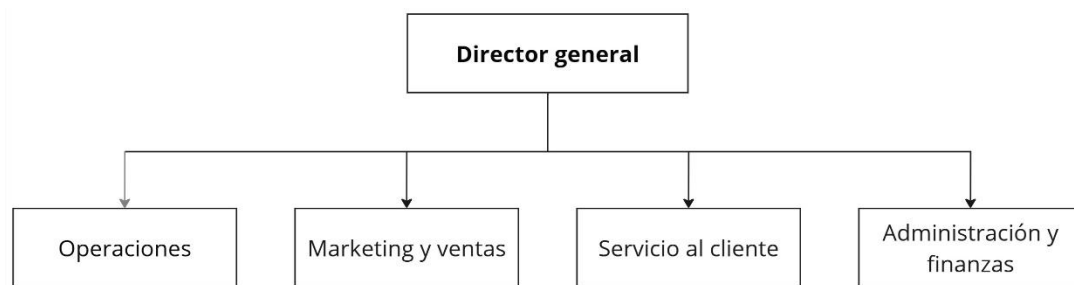 Director general
Operaciones
Marketing y ventas
Servicio al cliente
Administración y
finanzas